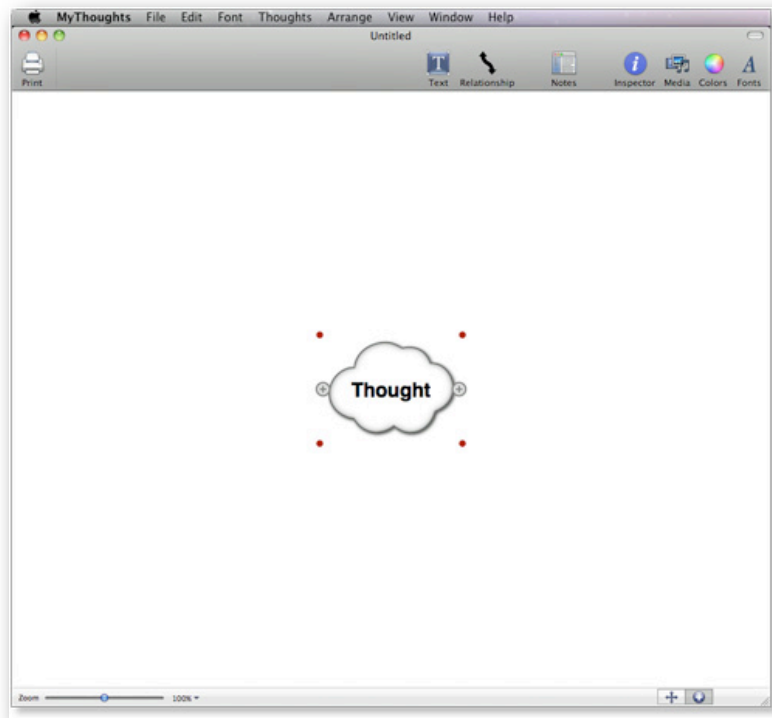 MyThoughts File Edit Font Thoughts Arrange View Window Help
Untitled
Print Text Relationship Notes Inspector Media Colors Fonts
Thought
Zoom 100%